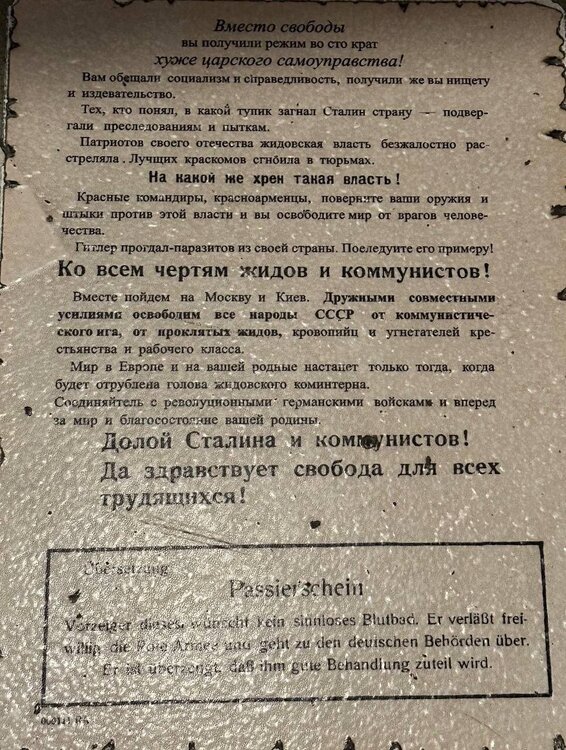 Вместо свободы
вы получили режим во сто крат
хуже царского самоуправства!
Вам обещали социализм и справедливость, получили же вы нищету
и издевательство.
Тех, кто понял, в какой тупик загнал Сталин страну — подвер-
гали преследованиям и пыткам.
Патриотов своего отечества жидовская власть безжалостно рас-
стреляла. Лучших краскомов сгноила в тюрьмах.
На какой же хрен такая власть!
Красные командиры, красноармейцы, поверните ваши оружия и
штыки против этой власти и вы освободите мир от врагов челове-
чества.
Гитлер прогдал-паразитов из своей страны. Последуйте его примеру!
Ко всем чертям жидов и коммунистов!
Вместе пойдем на Москву и Киев. Дружными совместными
усилиями освободим все народы СССР от коммунистиче-
ского ига, от проклятых жидов, кровопийц и угнетателей кре-
стьянства и рабочего класса.
Мир в Европе и на вашей родные настанет только тогда, когда
будет отрублена голова жидовского коминтерна.
Соединяйтель с революционными германскими войсками и вперед
за мир и благосостояние вашей родины.
Долой Сталина и коммунистов!
Да здравствует свобода для всех
трудящихся!
Übersetzung
Passierschein
Vorzeiger dieses wünscht kein sinnloses Blutbad. Er verläßt frei-
willig die Rote Armee und geht zu den deutschen Behörden über.
Er ist überzeugt, daß ihm gute Behandlung zuteil wird.